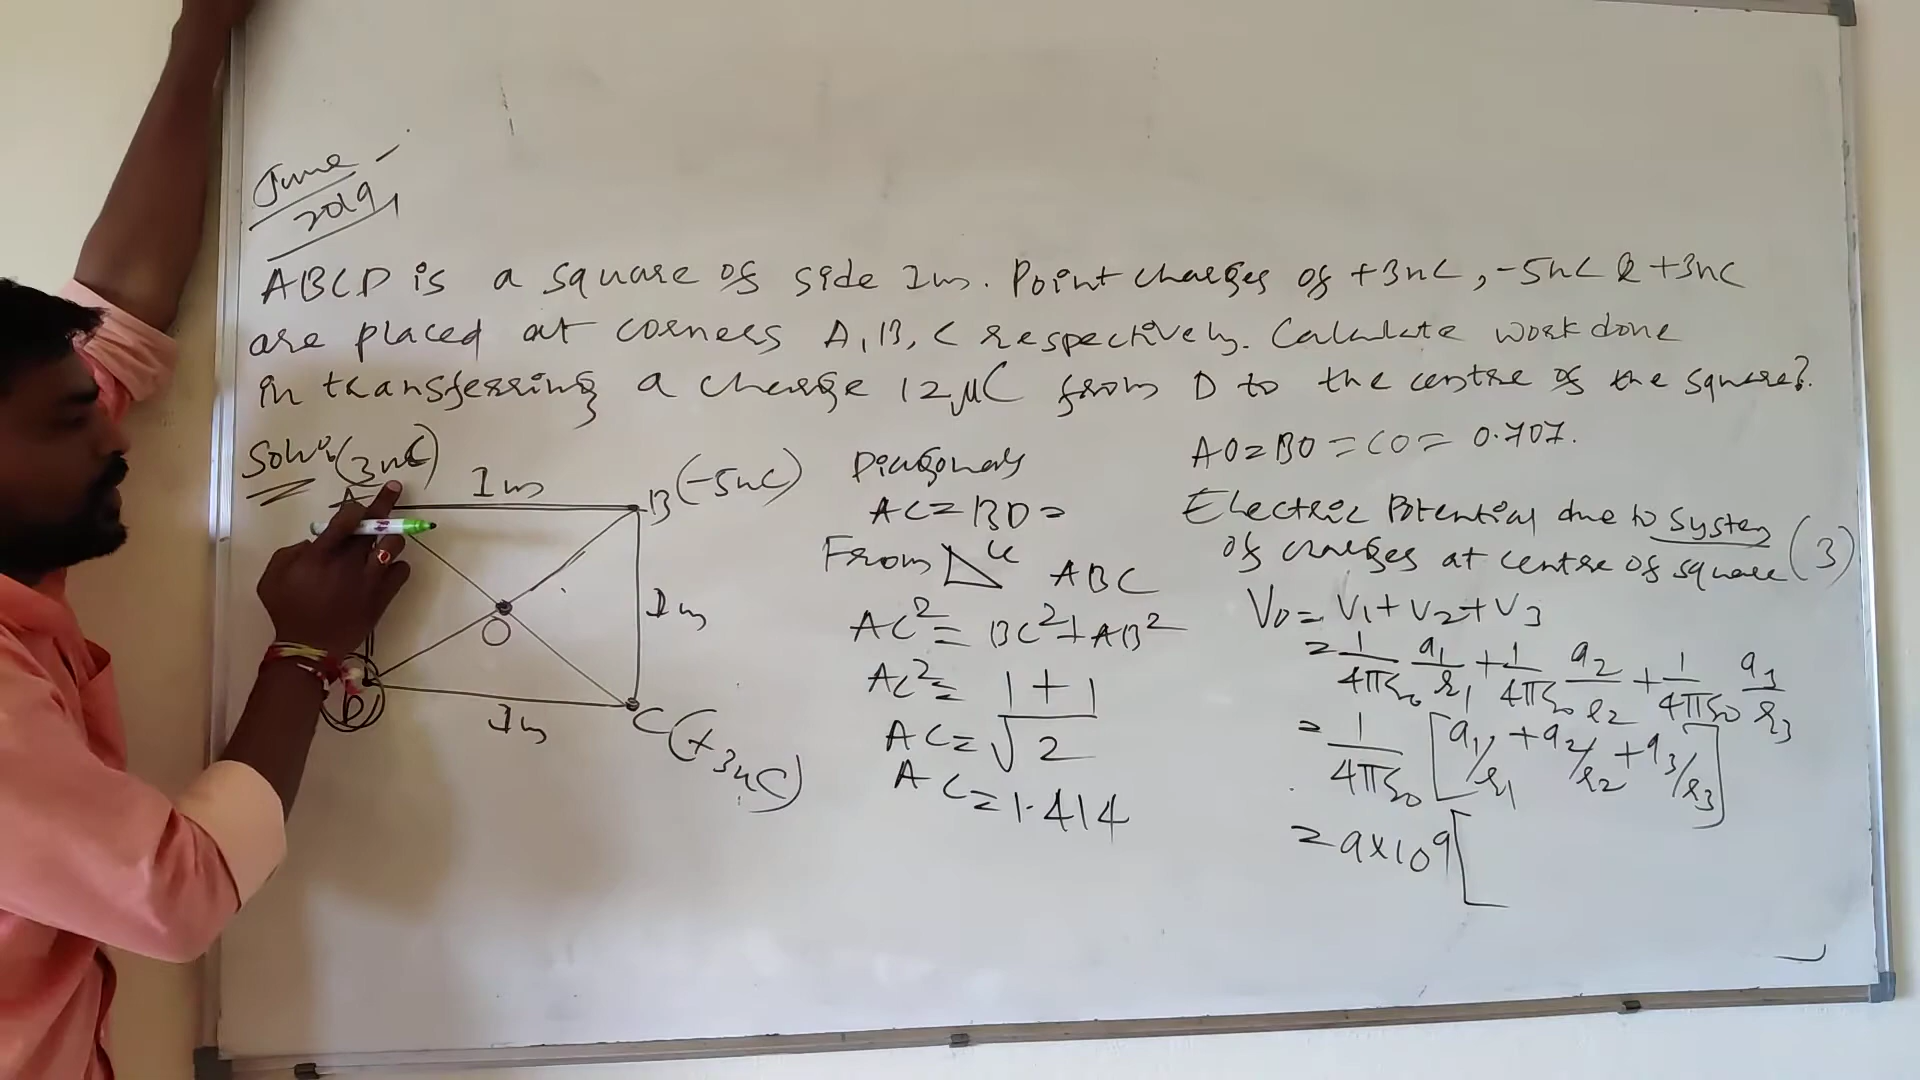 June -
2019
ABCD is a square of side 1m. Point charges of +3nC, -5nC & +3nC
are placed at corners A, B, C respectively. Calculate workdone
in transferring a charge 12μC from D to the centre of the square?
Soln
(3nC)
A
1m
B (-5nC)
1m
O
D
1m
C (+3nC)
Diagonals
AC = BD =
From ABC
AC² = BC² + AB²
AC² = 1 + 1
AC = √2
AC = 1.414
AO = BO = CO = 0.707.
Electric Potential due to system (3)
of charges at centre of square
V0 = V1 + V2 + V3
= 1/4πε0 q1/r1 + 1/4πε0 q2/r2 + 1/4πε0 q3/r3
= 1/4πε0 [q1/r1 + q2/r2 + q3/r3]
= 9×10⁹ [